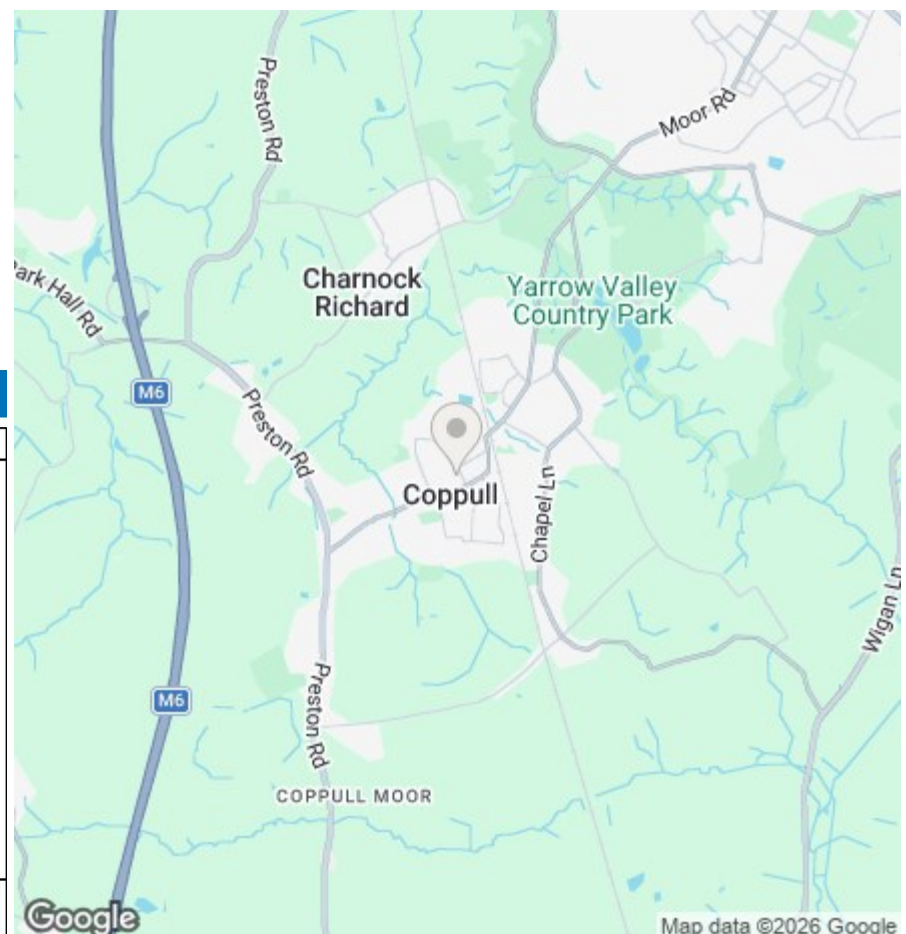 Preston Rd
Moor Rd
Park Hall Rd
Charnock
Richard
Yarrow Valley
Country Park
M6
Preston Rd
Coppull
Chapel Ln
Wigan Ln
M6
Preston Rd
COPPULL MOOR
Google
Map data ©2026 Google